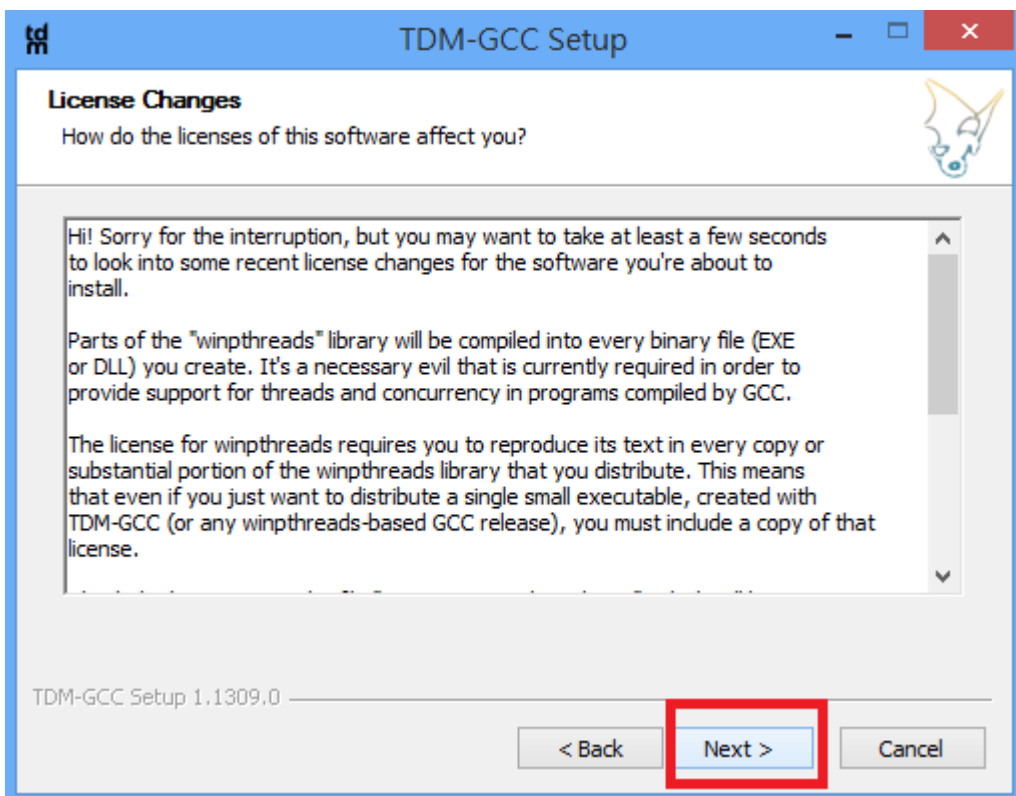 tdm
TDM-GCC Setup
License Changes
How do the licenses of this software affect you?
Hi! Sorry for the interruption, but you may want to take at least a few seconds
to look into some recent license changes for the software you're about to
install.
Parts of the "winpthreads" library will be compiled into every binary file (EXE
or DLL) you create. It's a necessary evil that is currently required in order to
provide support for threads and concurrency in programs compiled by GCC.
The license for winpthreads requires you to reproduce its text in every copy or
substantial portion of the winpthreads library that you distribute. This means
that even if you just want to distribute a single small executable, created with
TDM-GCC (or any winpthreads-based GCC release), you must include a copy of that
license.
TDM-GCC Setup 1.1309.0
< Back
Next >
Cancel